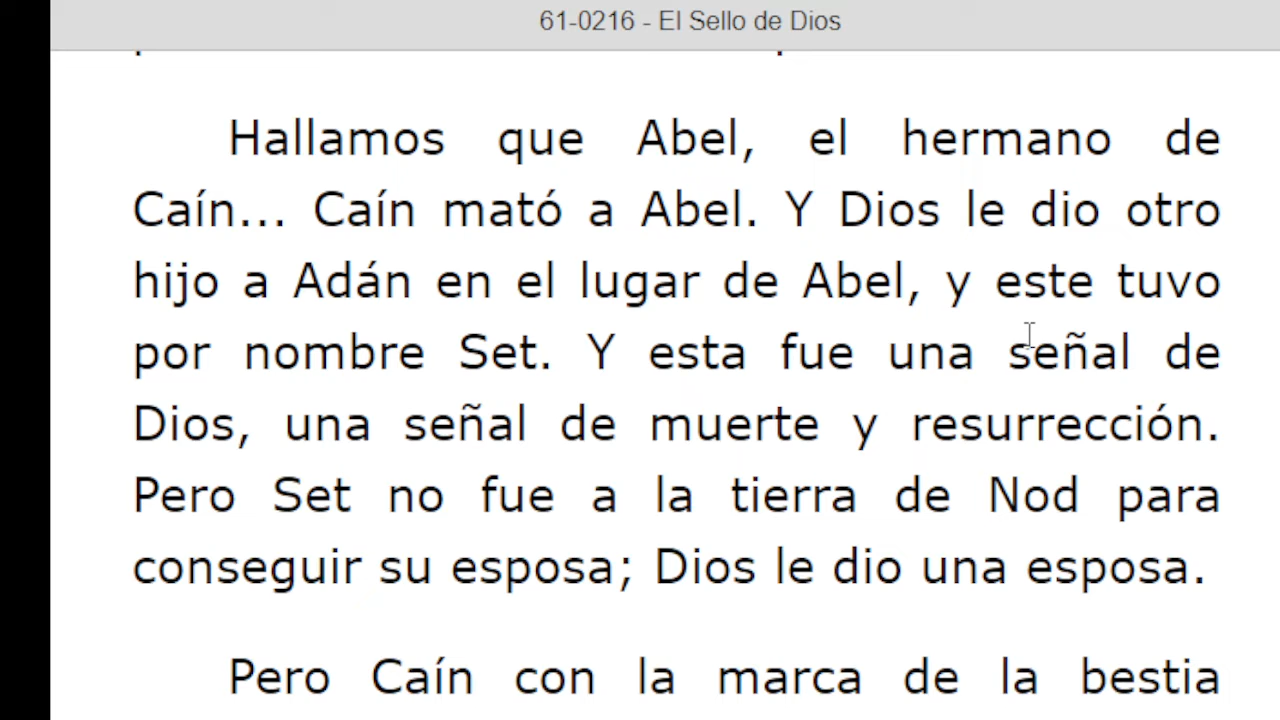 61-0216 - El Sello de Dios
Hallamos que Abel, el hermano de
Caín... Caín mató a Abel. Y Dios le dio otro
hijo a Adán en el lugar de Abel, y este tuvo
por nombre Set. Y esta fue una señal de
Dios, una señal de muerte y resurrección.
Pero Set no fue a la tierra de Nod para
conseguir su esposa; Dios le dio una esposa.
Pero Caín con la marca de la bestia